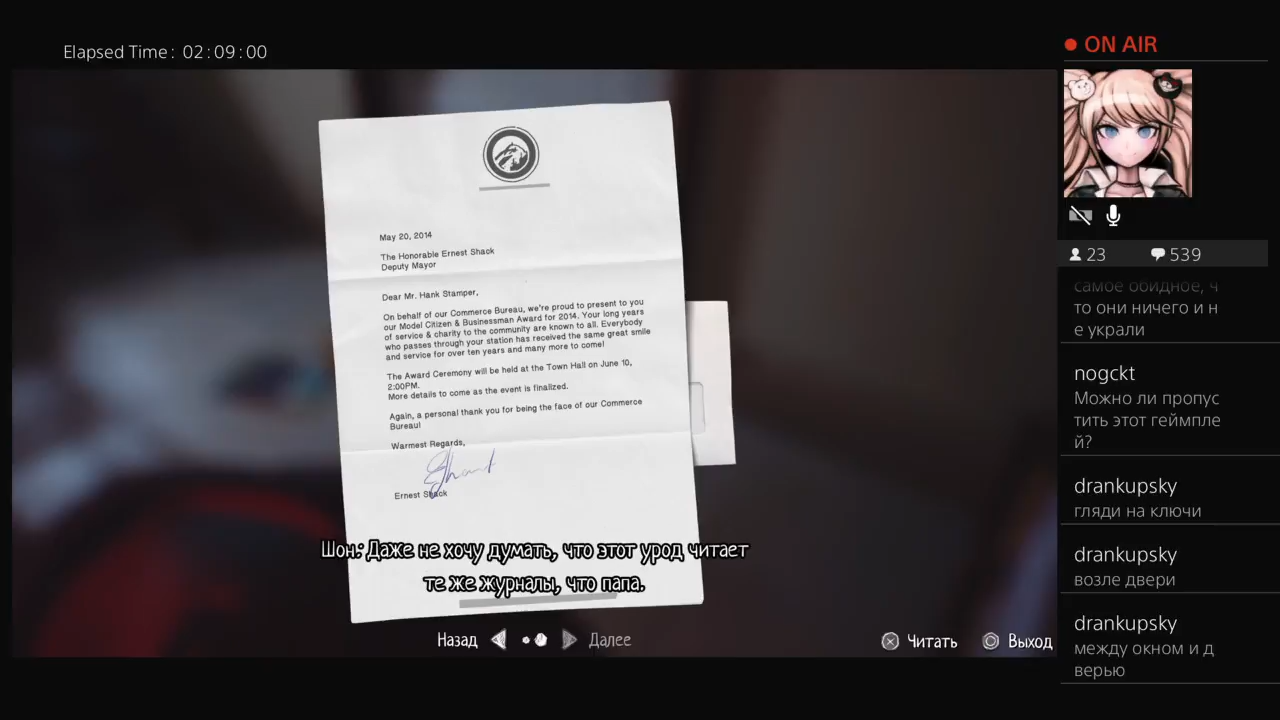 Elapsed Time: 02:09:00
ON AIR
May 20, 2014
The Honorable Ernest Shack
Deputy Mayor
Dear Mr. Hank Stamper,
On behalf of our Commerce Bureau, we're proud to present to you
our Model Citizen & Businessman Award for 2014. Your long years
of service & charity to the community are known to all. Everybody
who passes through your station has received the same great smile
and service for over ten years and many more to come!
The Award Ceremony will be held at the Town Hall on June 10,
2:00PM.
More details to come as the event is finalized.
Again, a personal thank you for being the face of our Commerce
Bureau!
Warmest Regards,
Ernest Shack
Шон: Даже не хочу думать, что этот урод читает
те же журналы, что папа.
Назад
Далее
Читать
Выход
23
539
самое обидное, ч
то они ничего и н
е украли
nogckt
Можно ли пропус
тить этот геймпле
й?
drankupsky
гляди на ключи
drankupsky
возле двери
drankupsky
между окном и д
верью